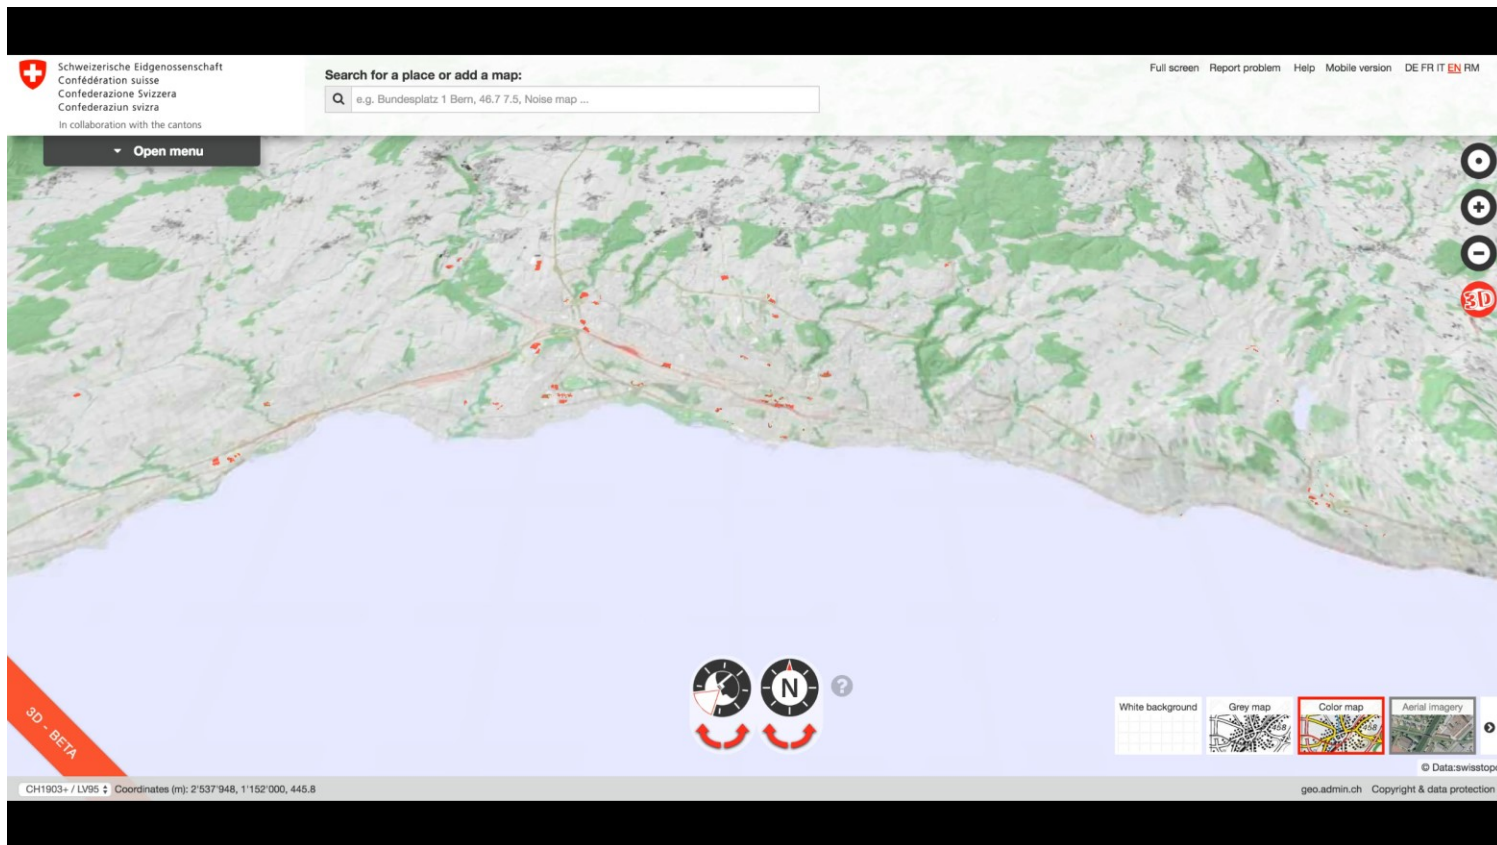 Schweizerische Eidgenossenschaft
Confédération suisse
Confederazione Svizzera
Confederaziun svizra
In collaboration with the cantons
Search for a place or add a map:
e.g. Bundesplatz 1 Bern, 46.7 7.5, Noise map ...
Full screen Report problem Help Mobile version DE FR IT EN RM
Open menu
3D
N
?
3D - BETA
White background Grey map Color map Aerial imagery
458 458
© Data:swisstopo
CH1903+ / LV95 Coordinates (m): 2'537'948, 1'152'000, 445.8
geo.admin.ch Copyright & data protection